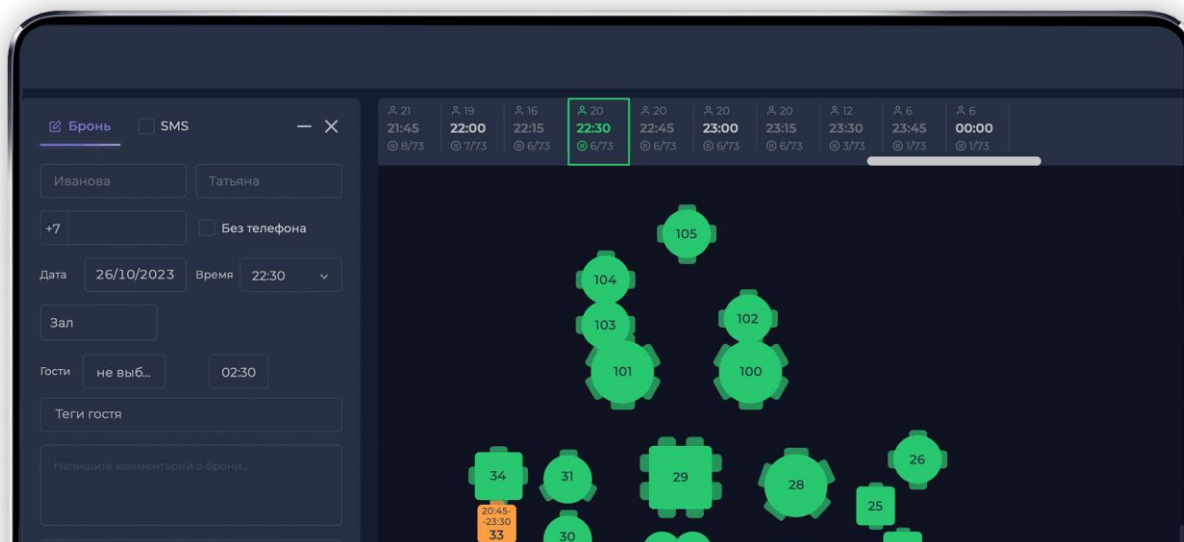 Бронь SMS
21 19 16 20 20 20 20 12 6 6
21:45 22:00 22:15 22:30 22:45 23:00 23:15 23:30 23:45 00:00
8/73 7/73 6/73 6/73 6/73 6/73 6/73 3/73 1/73 1/73
Иванова Татьяна
+7 Без телефона
Дата 26/10/2023 Время 22:30
Зал
Гости не выб... 02:30
Теги гостя
Напишите комментарий о брони...
105
104
103 102
101 100
34 31 29 28 26
25
20:45-
-23:30
33 30